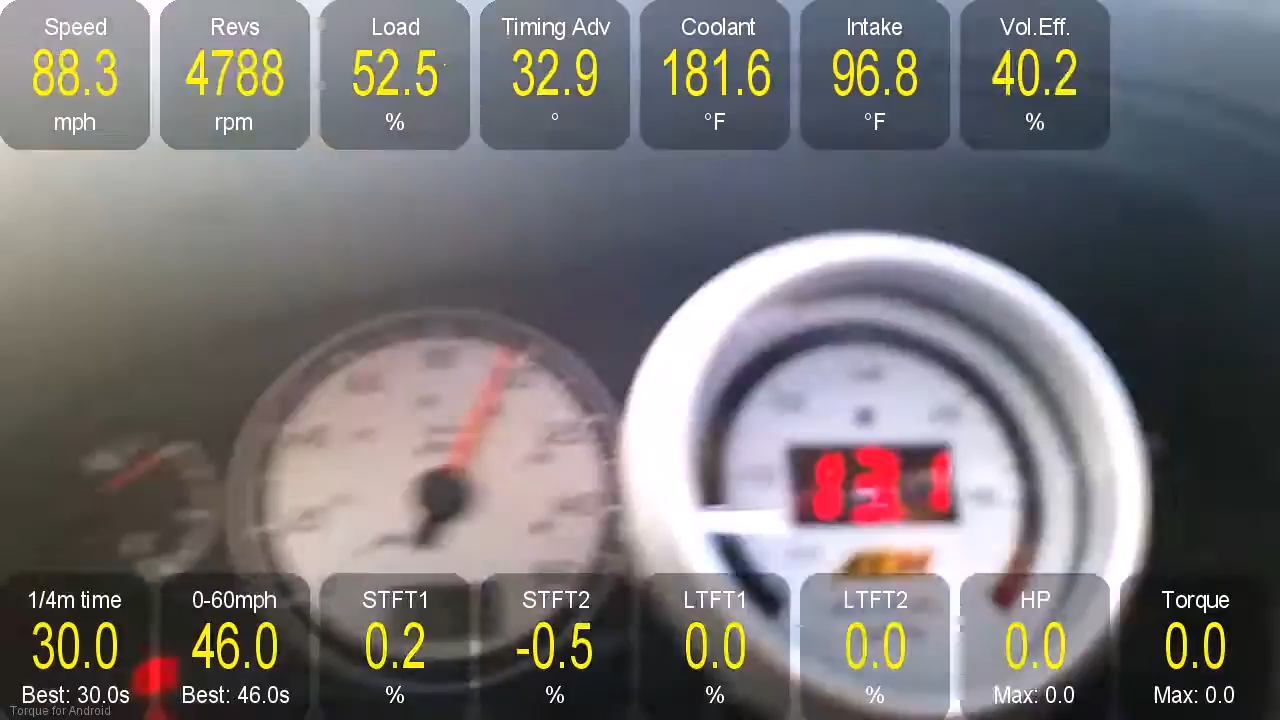 Speed
88.3
mph
Revs
4788
rpm
Load
52.5
%
Timing Adv
32.9
°
Coolant
181.6
°F
Intake
96.8
°F
Vol.Eff.
40.2
%
1/4m time
30.0
Best: 30.0s
0-60mph
46.0
Best: 46.0s
STFT1
0.2
%
STFT2
-0.5
%
LTFT1
0.0
%
LTFT2
0.0
%
HP
0.0
Max: 0.0
Torque
0.0
Max: 0.0
Torque for Android